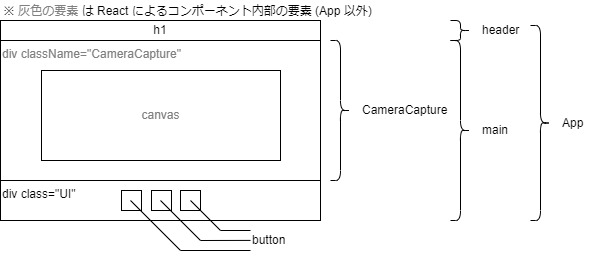 ※ 灰色の要素 は React によるコンポーネント内部の要素 (App 以外)
h1
header
div className="CameraCapture"
canvas
CameraCapture
main
App
div class="UI"
button